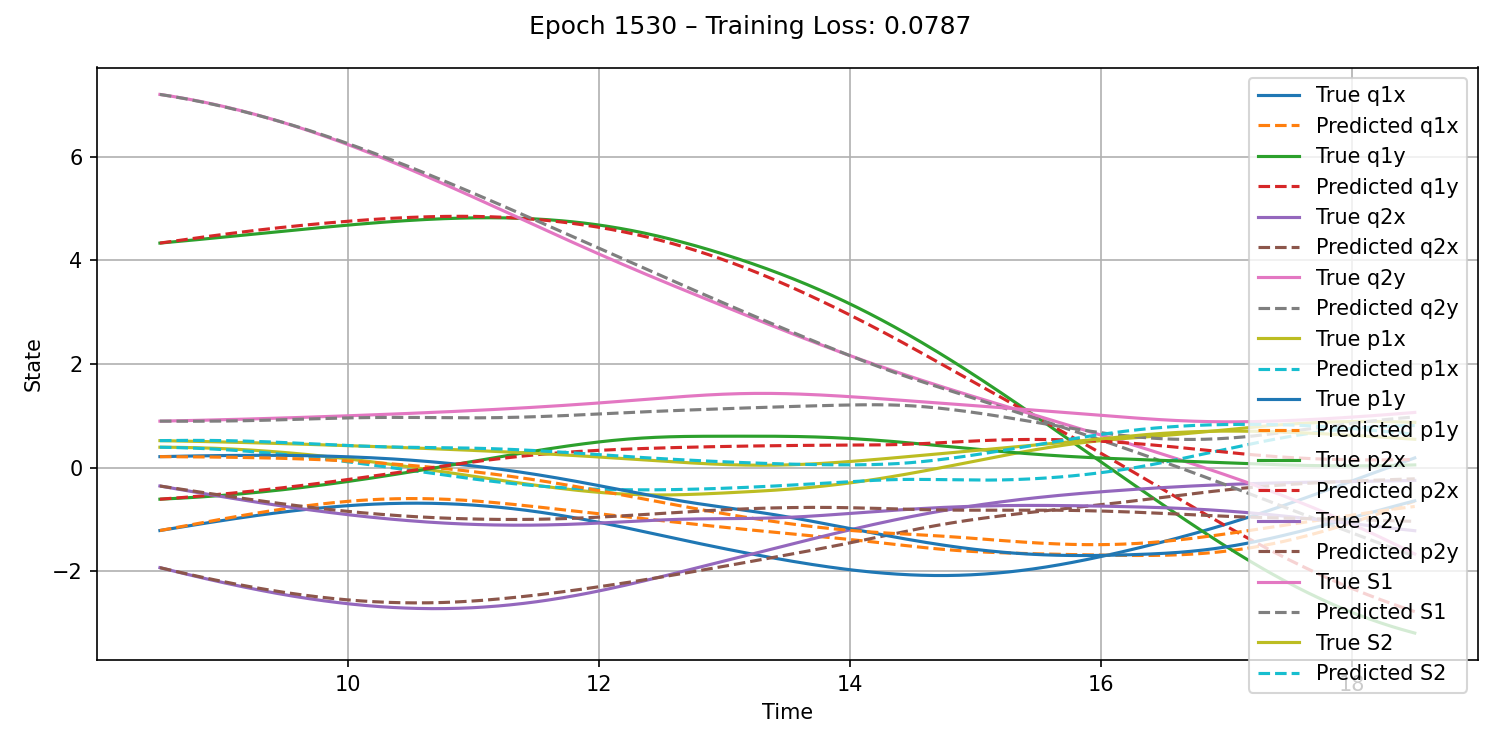 Epoch 1530 – Training Loss: 0.0787
State
6
4
2
0
−2
10
12
14
16
18
Time
True q1x
Predicted q1x
True q1y
Predicted q1y
True q2x
Predicted q2x
True q2y
Predicted q2y
True p1x
Predicted p1x
True p1y
Predicted p1y
True p2x
Predicted p2x
True p2y
Predicted p2y
True S1
Predicted S1
True S2
Predicted S2